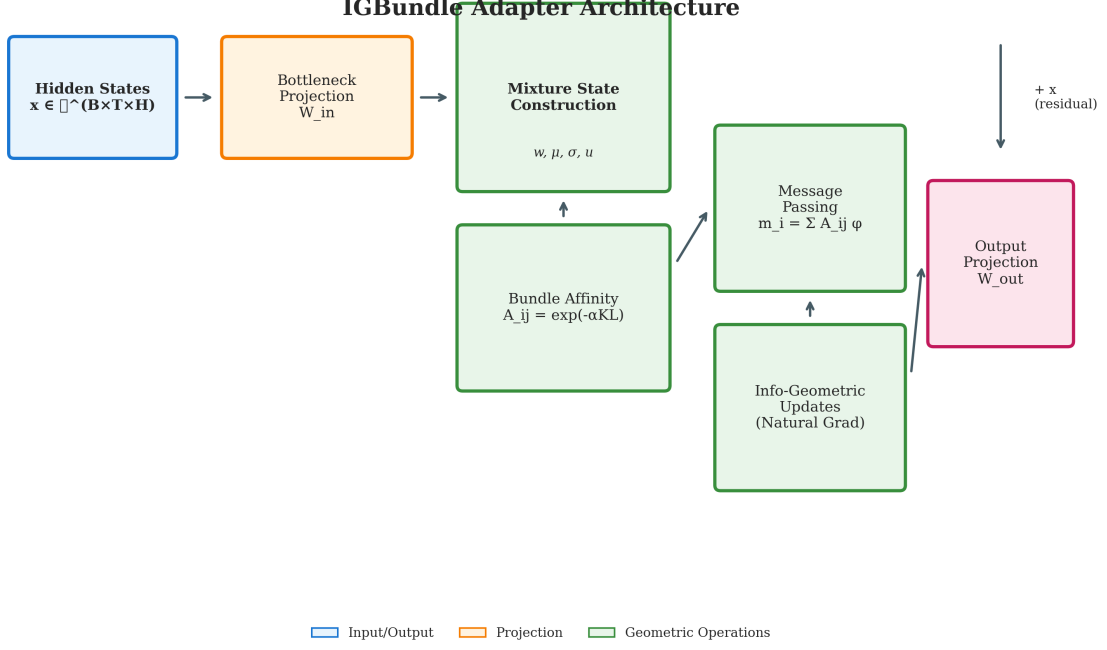 IGBundle Adapter Architecture
Hidden States
x ∈ ▯^(B×T×H)
Bottleneck
Projection
W_in
Mixture State
Construction
w, μ, σ, u
+ x
(residual)
Message
Passing
m_i = Σ A_ij φ
Output
Projection
W_out
Bundle Affinity
A_ij = exp(-αKL)
Info-Geometric
Updates
(Natural Grad)
Input/Output
Projection
Geometric Operations